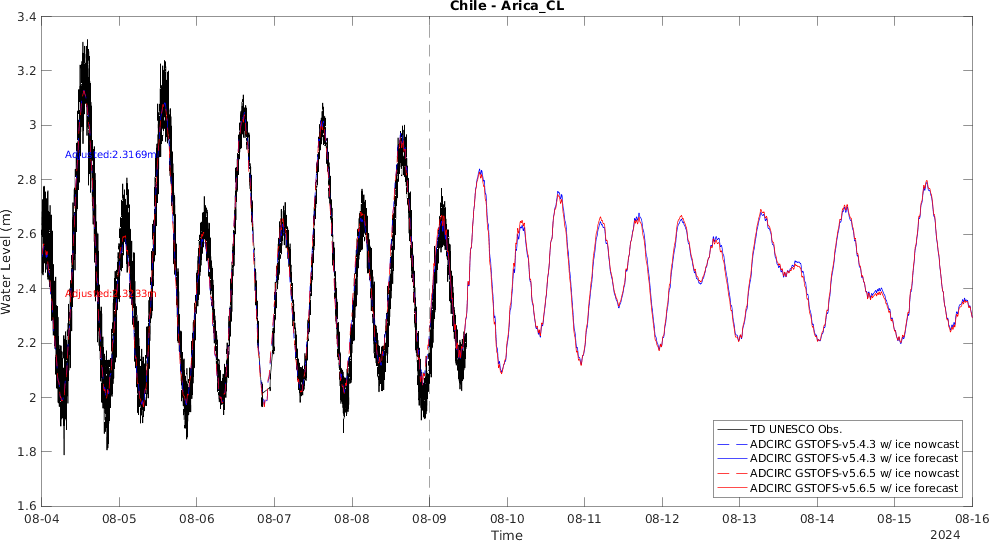 Chile - Arica_CL
3.4
3.2
3
2.8
2.6
2.4
2.2
2
1.8
1.6
Water Level (m)
Adjusted:2.3169m
TD UNESCO Obs.
ADCIRC GSTOFS-v5.4.3 w/ ice nowcast
ADCIRC GSTOFS-v5.4.3 w/ ice forecast
ADCIRC GSTOFS-v5.6.5 w/ ice nowcast
ADCIRC GSTOFS-v5.6.5 w/ ice forecast
08-04 08-05 08-06 08-07 08-08 08-09 08-10 08-11 08-12 08-13 08-14 08-15 08-16
Time
2024